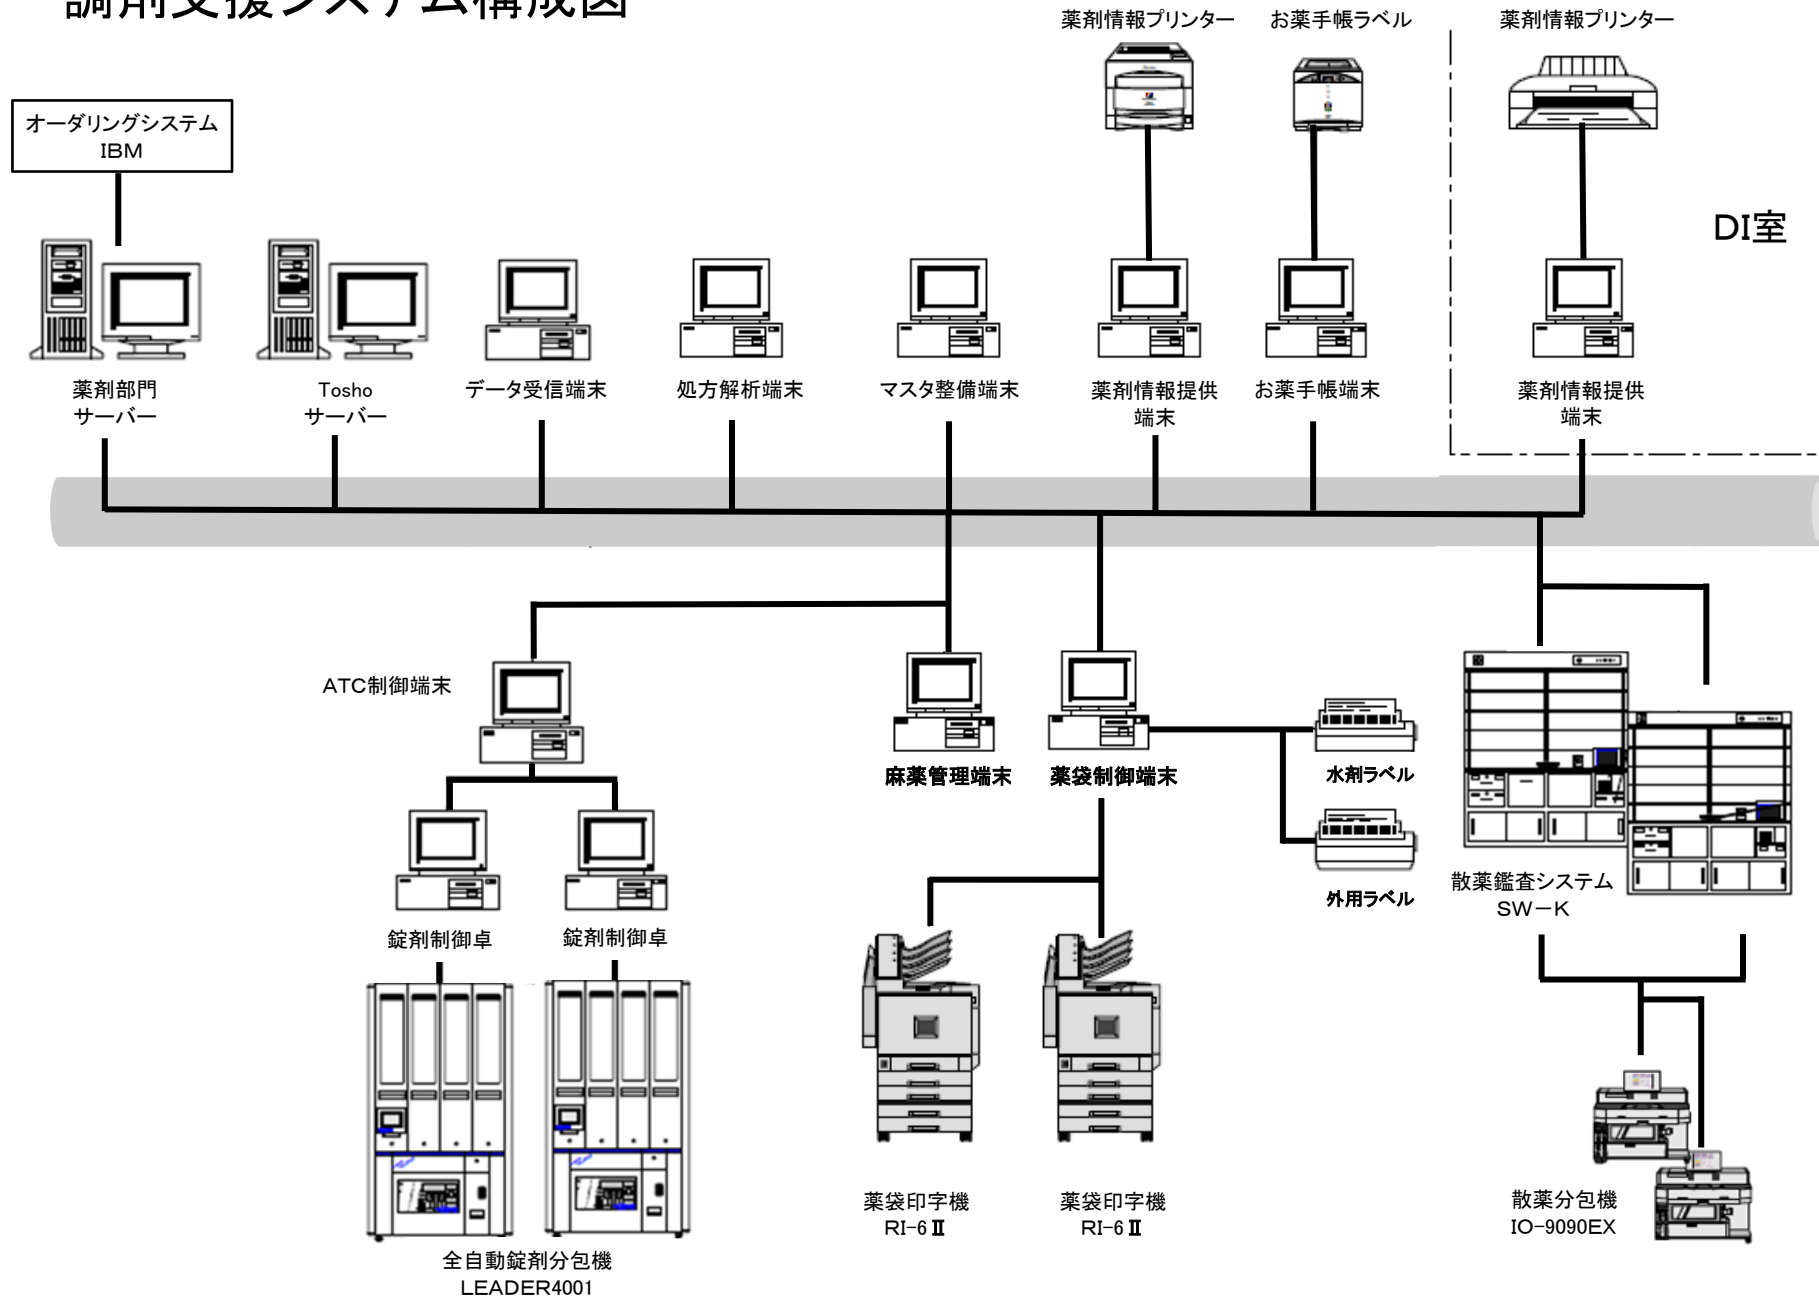 調剤支援システム構成図
薬剤情報プリンター
お薬手帳ラベル
薬剤情報プリンター
オーダリングシステム
IBM
DI室
薬剤部門
サーバー
Tosho
サーバー
データ受信端末
処方解析端末
マスタ整備端末
薬剤情報提供
端末
お薬手帳端末
薬剤情報提供
端末
ATC制御端末
麻薬管理端末
薬袋制御端末
水剤ラベル
外用ラベル
散薬鑑査システム
SW－K
錠剤制御卓
錠剤制御卓
薬袋印字機
RI-6Ⅱ
薬袋印字機
RI-6Ⅱ
散薬分包機
IO-9090EX
全自動錠剤分包機
LEADER4001